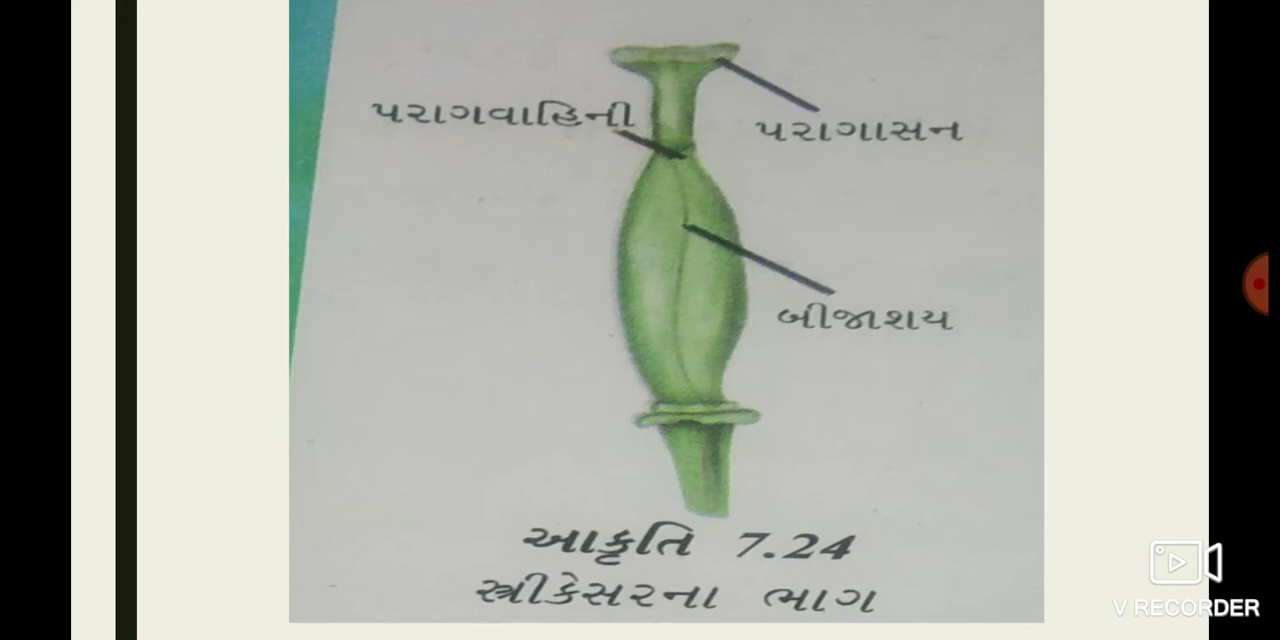 પરાગવાહિની
પરાગાસન
બીજાશય
આકૃતિ 7.24
સ્ત્રીકેસરના ભાગ
V RECORDER